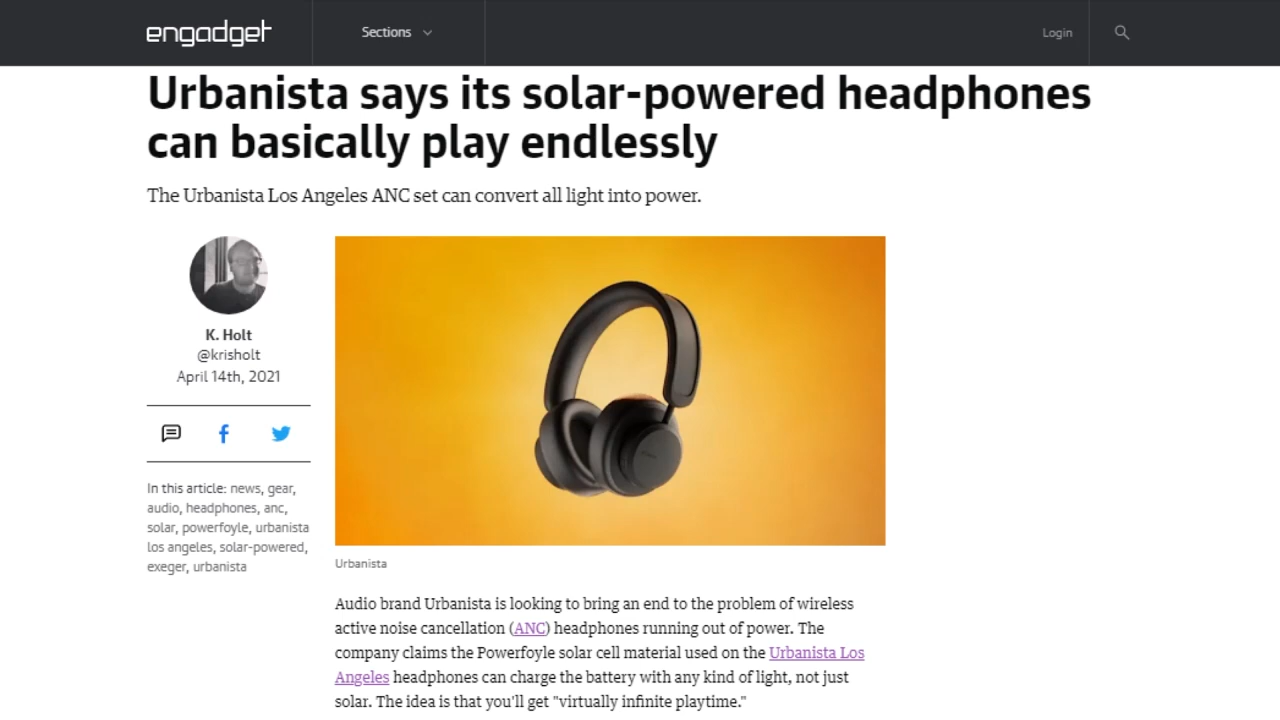 engadget
Sections
Login
Urbanista says its solar-powered headphones
can basically play endlessly
The Urbanista Los Angeles ANC set can convert all light into power.
K. Holt
@krisholt
April 14th, 2021
In this article: news, gear,
audio, headphones, anc,
solar, powerfoyle, urbanista
los angeles, solar-powered,
exeger, urbanista
Urbanista
Audio brand Urbanista is looking to bring an end to the problem of wireless
active noise cancellation (ANC) headphones running out of power. The
company claims the Powerfoyle solar cell material used on the Urbanista Los
Angeles headphones can charge the battery with any kind of light, not just
solar. The idea is that you'll get "virtually infinite playtime."